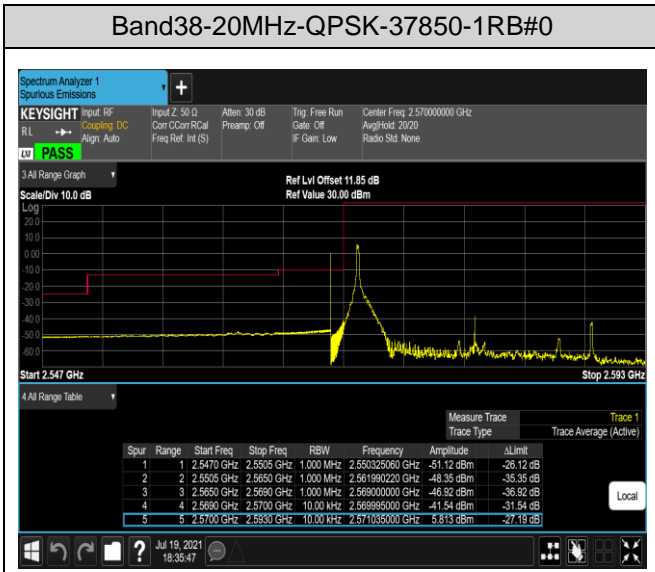 Band38-20MHz-QPSK-37850-1RB#0
Spectrum Analyzer 1
Spurious Emissions
+
KEYSIGHT Input: RF Input Z: 50 Ω Atten: 30 dB Trig: Free Run Center Freq: 2.570000000 GHz
RL Coupling: DC Corr CCorr RCal Preamp: Off Gate: Off Avg|Hold: 20/20
Align: Auto Freq Ref: Int (S) IF Gain: Low Radio Std: None
LXI PASS
3 All Range Graph
Ref Lvl Offset 11.85 dB
Scale/Div 10.0 dB Ref Value 30.00 dBm
Log
20.0
10.0
0.00
-10.0
-20.0
-30.0
-40.0
-50.0
-60.0
Start 2.547 GHz Stop 2.593 GHz
4 All Range Table
Measure Trace Trace 1
Trace Type Trace Average (Active)
Spur Range Start Freq Stop Freq RBW Frequency Amplitude ΔLimit
1 1 2.5470 GHz 2.5505 GHz 1.000 MHz 2.550325060 GHz -51.12 dBm -26.12 dB
2 2 2.5505 GHz 2.5650 GHz 1.000 MHz 2.561990220 GHz -48.35 dBm -35.35 dB
3 3 2.5650 GHz 2.5690 GHz 1.000 MHz 2.569000000 GHz -46.92 dBm -36.92 dB
4 4 2.5690 GHz 2.5700 GHz 10.00 kHz 2.569995000 GHz -41.54 dBm -31.54 dB
5 5 2.5700 GHz 2.5930 GHz 10.00 kHz 2.571035000 GHz 5.813 dBm -27.19 dB
Local
? Jul 19, 2021
18:35:47